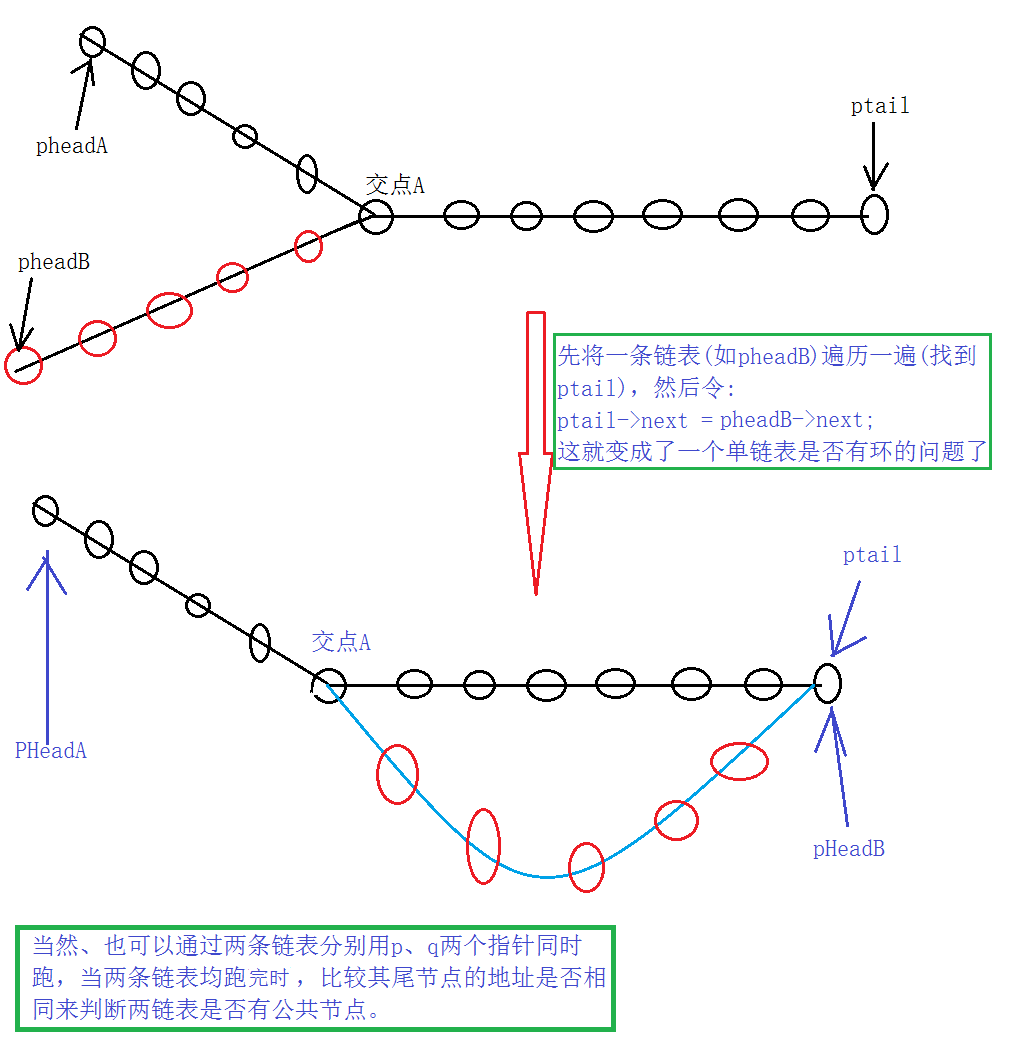 ptail
pheadA
交点A
pheadB
先将一条链表(如pheadB)遍历一遍(找到
ptail)，然后令:
ptail->next = pheadB->next;
这就变成了一个单链表是否有环的问题了
ptail
交点A
PHeadA
pHeadB
当然、也可以通过两条链表分别用p、q两个指针同时
跑，当两条链表均跑完时，比较其尾节点的地址是否相
同来判断两链表是否有公共节点。